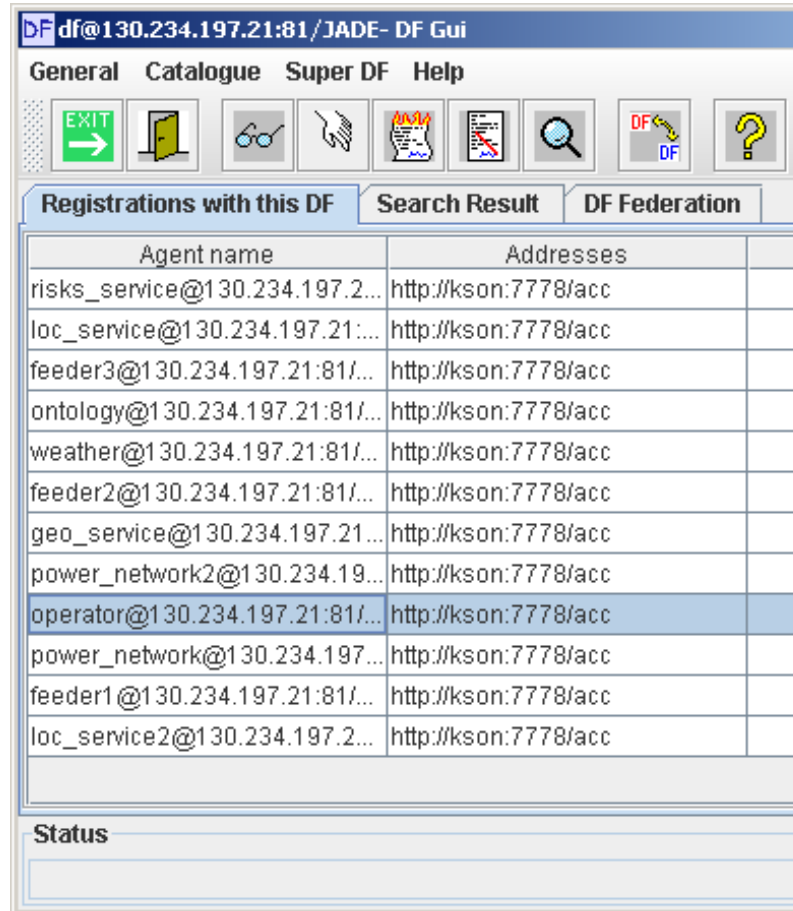 DF df@130.234.197.21:81/JADE- DF Gui
General Catalogue Super DF Help
EXIT DF DF ?
Registrations with this DF Search Result DF Federation
Agent name Addresses
risks_service@130.234.197.2... http://kson:7778/acc
loc_service@130.234.197.21:... http://kson:7778/acc
feeder3@130.234.197.21:81/... http://kson:7778/acc
ontology@130.234.197.21:81/... http://kson:7778/acc
weather@130.234.197.21:81/... http://kson:7778/acc
feeder2@130.234.197.21:81/... http://kson:7778/acc
geo_service@130.234.197.21... http://kson:7778/acc
power_network2@130.234.19... http://kson:7778/acc
operator@130.234.197.21:81/... http://kson:7778/acc
power_network@130.234.197... http://kson:7778/acc
feeder1@130.234.197.21:81/... http://kson:7778/acc
loc_service2@130.234.197.2... http://kson:7778/acc
Status